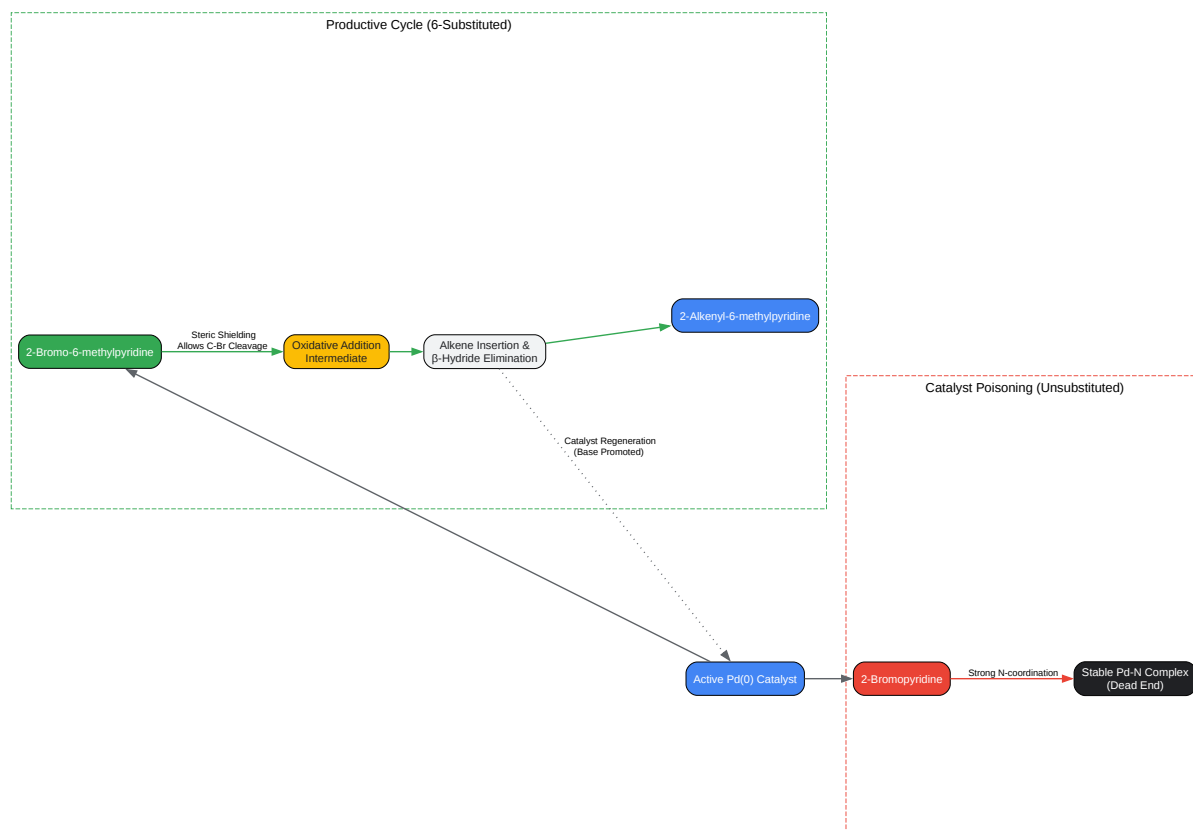 Productive Cycle (6-Substituted)
2-Bromo-6-methylpyridine
Steric Shielding
Allows C-Br Cleavage
Oxidative Addition
Intermediate
Alkene Insertion &
β-Hydride Elimination
2-Alkenyl-6-methylpyridine
Catalyst Regeneration
(Base Promoted)
Catalyst Poisoning (Unsubstituted)
Active Pd(0) Catalyst
2-Bromopyridine
Strong N-coordination
Stable Pd-N Complex
(Dead End)